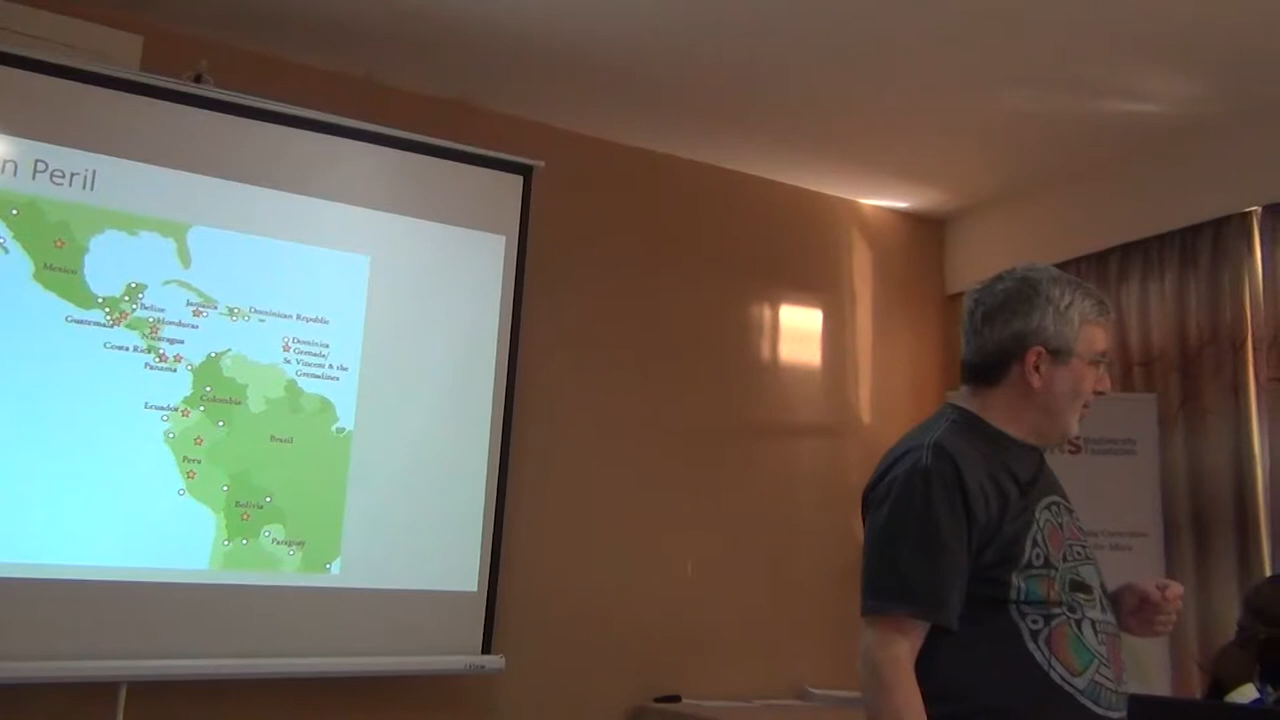 n Peril
Mexico
Belize
Jamaica
Dominican Republic
Guatemala
Honduras
Nicaragua
Costa Rica
Panama
Dominica
Grenada/
St. Vincent & the
Grenadines
Colombia
Ecuador
Brazil
Peru
Bolivia
Paraguay